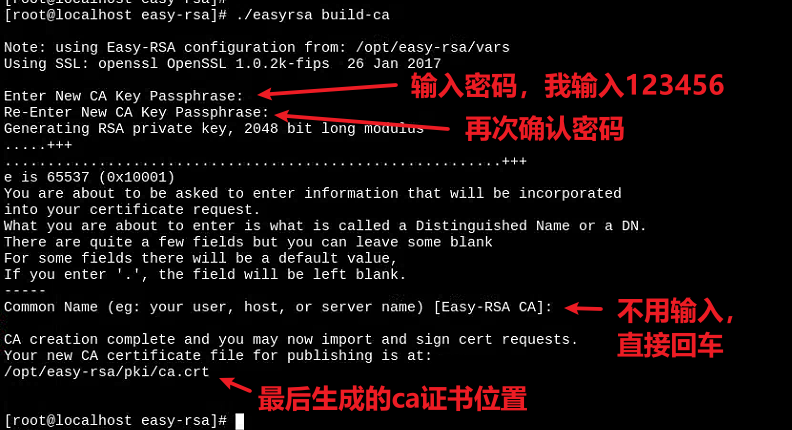 [root@localhost easy-rsa]#
[root@localhost easy-rsa]# ./easyrsa build-ca
Note: using Easy-RSA configuration from: /opt/easy-rsa/vars
Using SSL: openssl OpenSSL 1.0.2k-fips  26 Jan 2017
Enter New CA Key Passphrase:
输入密码，我输入123456
Re-Enter New CA Key Passphrase:
Generating RSA private key, 2048 bit long modulus
再次确认密码
.....+++
..........................................................+++
e is 65537 (0x10001)
You are about to be asked to enter information that will be incorporated
into your certificate request.
What you are about to enter is what is called a Distinguished Name or a DN.
There are quite a few fields but you can leave some blank
For some fields there will be a default value,
If you enter '.', the field will be left blank.
-----
Common Name (eg: your user, host, or server name) [Easy-RSA CA]:
不用输入，
直接回车
CA creation complete and you may now import and sign cert requests.
Your new CA certificate file for publishing is at:
/opt/easy-rsa/pki/ca.crt
最后生成的ca证书位置
[root@localhost easy-rsa]#